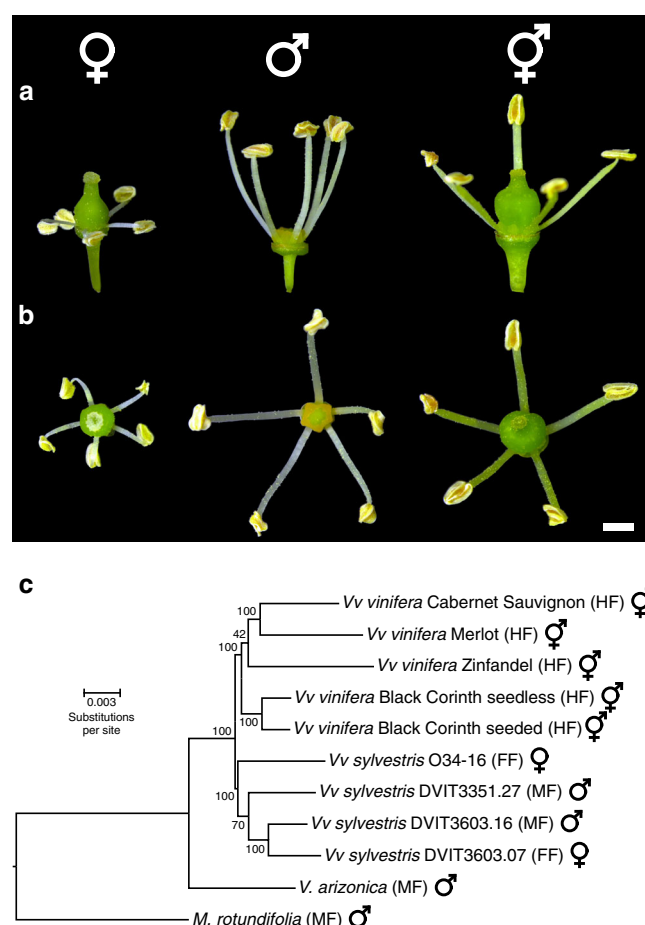 ♀ ♂ ⚥
a
b
c
Vv vinifera Cabernet Sauvignon (HF) ♀
Vv vinifera Merlot (HF) ⚥
Vv vinifera Zinfandel (HF) ⚥
Vv vinifera Black Corinth seedless (HF) ⚥
Vv vinifera Black Corinth seeded (HF) ⚥
Vv sylvestris O34-16 (FF) ♀
Vv sylvestris DVIT3351.27 (MF) ♂
Vv sylvestris DVIT3603.16 (MF) ♂
Vv sylvestris DVIT3603.07 (FF) ♀
V. arizonica (MF) ♂
M. rotundifolia (MF) ♂
100
42
100
100
100
100
70
100
0.003
Substitutions
per site